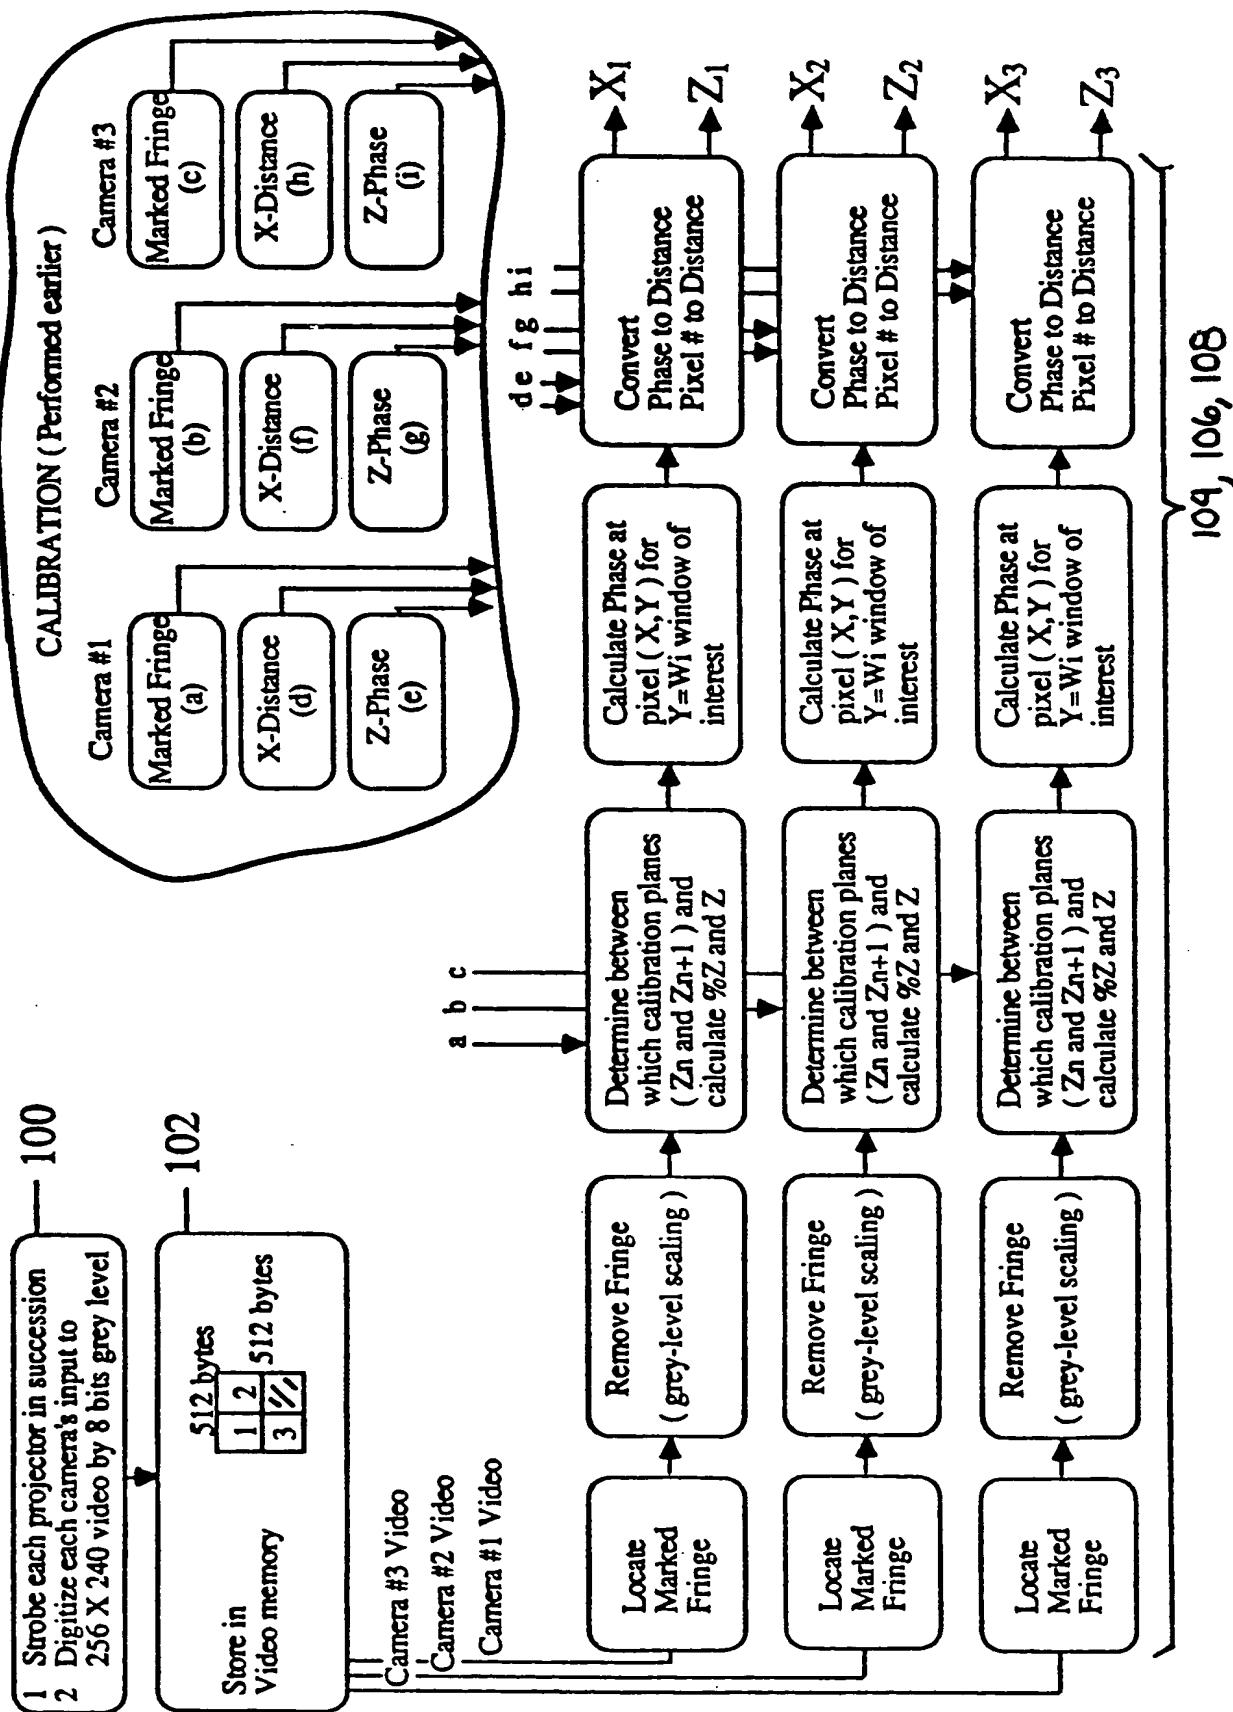 1 Strobe each projector in succession
2 Digitize each camera's input to
256 X 240 video by 8 bits grey level
100
Store in
Video memory
512 bytes
1 2
3
512 bytes
102
Camera #3 Video
Camera #2 Video
Camera #1 Video
CALIBRATION ( Performed earlier )
Camera #1
Marked Fringe
(a)
X-Distance
(d)
Z-Phase
(e)
Camera #2
Marked Fringe
(b)
X-Distance
(f)
Z-Phase
(g)
Camera #3
Marked Fringe
(c)
X-Distance
(h)
Z-Phase
(i)
a b c
d e f g h i
Locate
Marked
Fringe
Remove Fringe
( grey-level scaling )
Determine between
which calibration planes
( Zn and Zn+1 ) and
calculate %Z and Z
Calculate Phase at
pixel ( X, Y ) for
Y=Wi window of
interest
Convert
Phase to Distance
Pixel # to Distance
X1
Z1
Locate
Marked
Fringe
Remove Fringe
( grey-level scaling )
Determine between
which calibration planes
( Zn and Zn+1 ) and
calculate %Z and Z
Calculate Phase at
pixel ( X, Y ) for
Y=Wi window of
interest
Convert
Phase to Distance
Pixel # to Distance
X2
Z2
Locate
Marked
Fringe
Remove Fringe
( grey-level scaling )
Determine between
which calibration planes
( Zn and Zn+1 ) and
calculate %Z and Z
Calculate Phase at
pixel ( X, Y ) for
Y=Wi window of
interest
Convert
Phase to Distance
Pixel # to Distance
X3
Z3
109, 106, 108